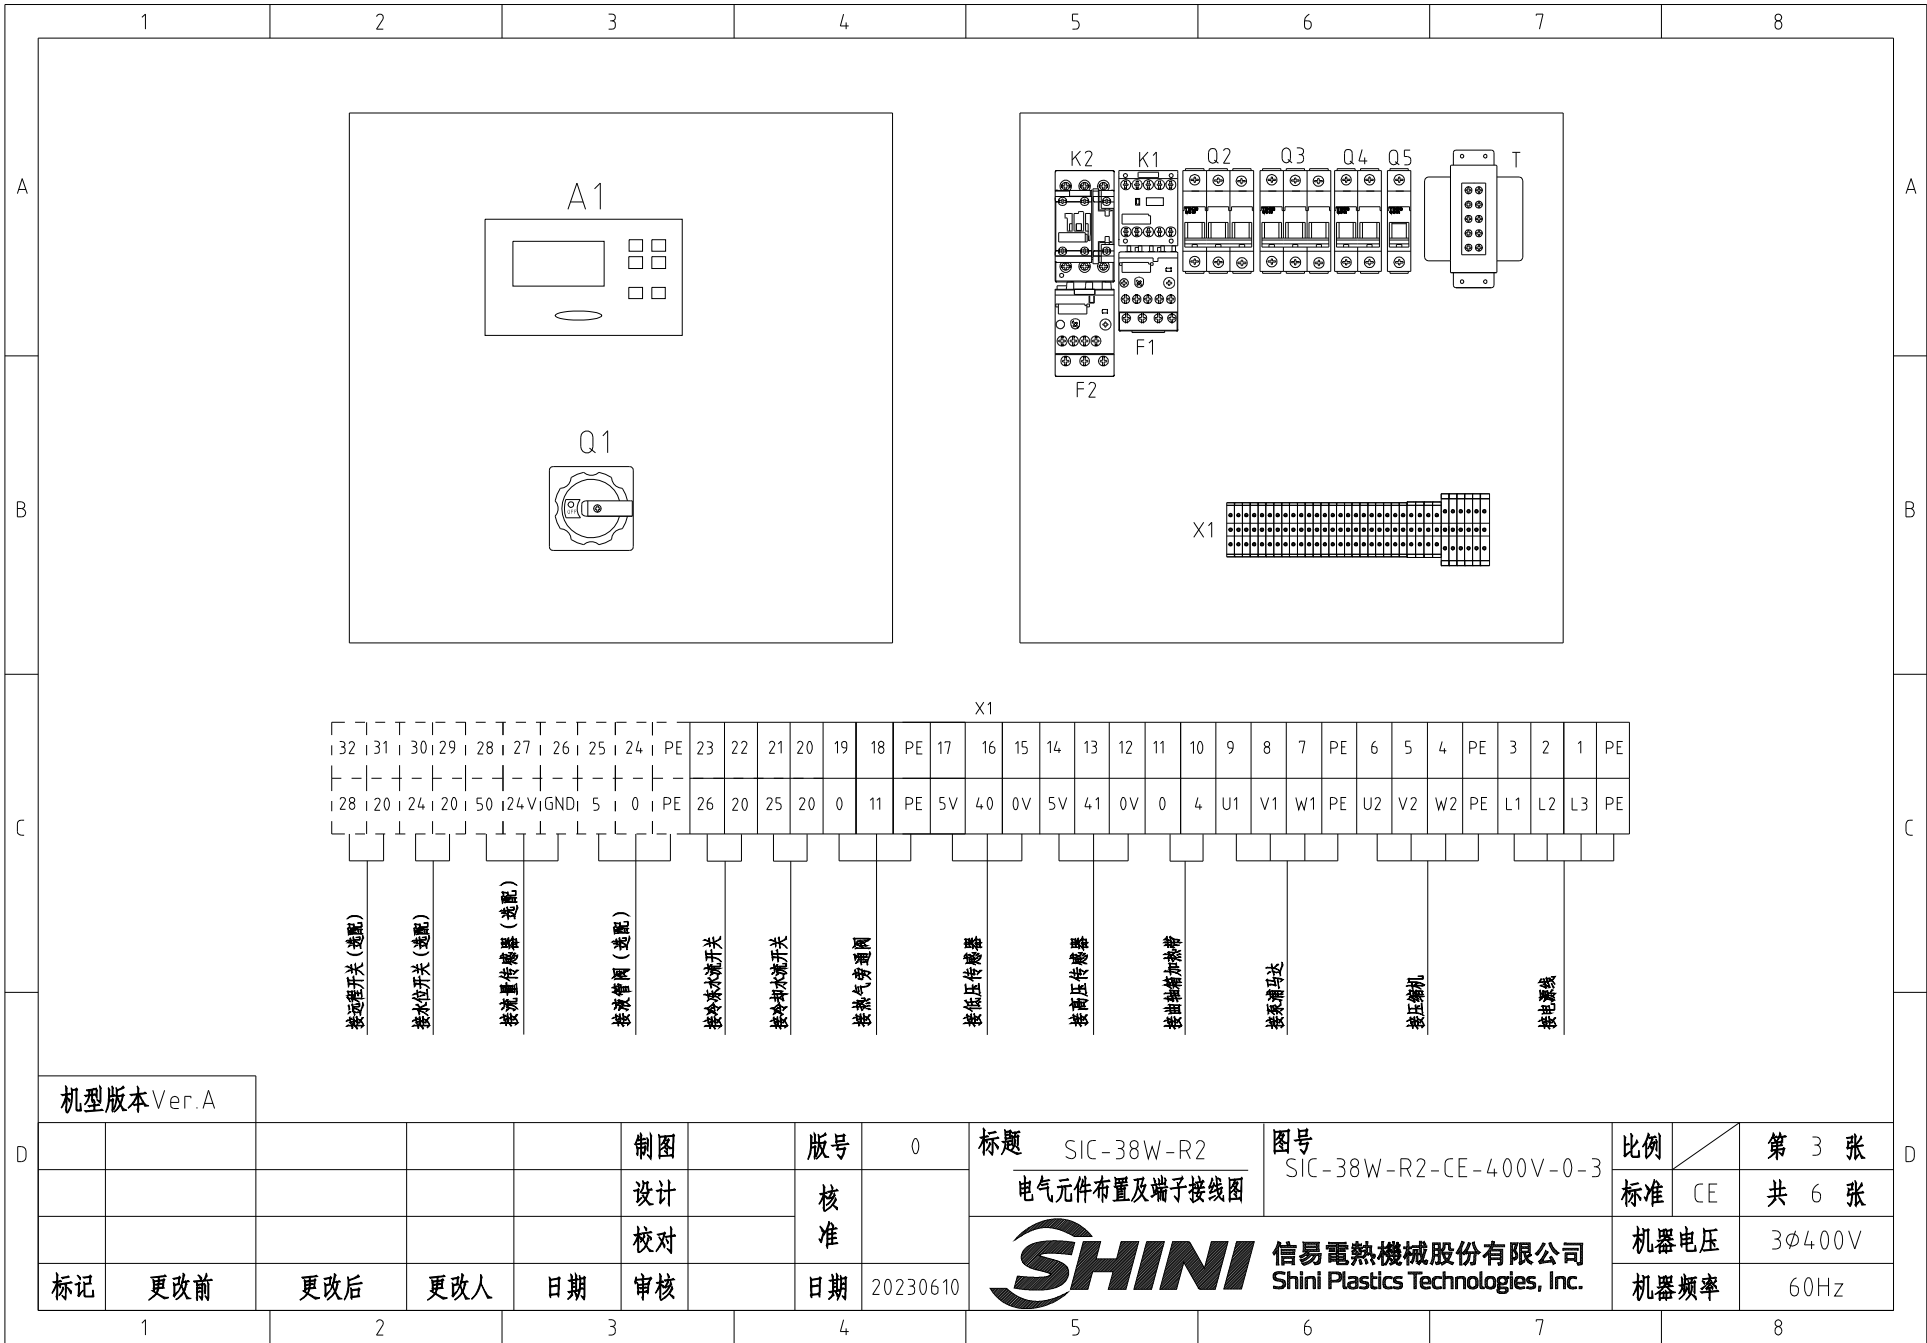 1 2 3 4 5 6 7 8
A A
A1
K2 K1 Q2 Q3 Q4 Q5 T
F1
F2
Q1
OFF
B B
X1
X1
32 31 30 29 28 27 26 25 24 PE 23 22 21 20 19 18 PE 17 16 15 14 13 12 11 10 9 8 7 PE 6 5 4 PE 3 2 1 PE
28 20 24 20 50 24V GND 5 0 PE 26 20 25 20 0 11 PE 5V 40 0V 5V 41 0V 0 4 U1 V1 W1 PE U2 V2 W2 PE L1 L2 L3 PE
C C
接远程开关(选配)
接水位开关(选配)
接流量传感器(选配)
接液管阀(选配)
接冷冻水流开关
接冷却水流开关
接热气旁通阀
接低压传感器
接高压传感器
接曲轴箱加热带
接泵浦马达
接压缩机
接电源线
机型版本Ver.A
D D
制图 版号 0
设计 核准
校对
标记 更改前 更改后 更改人 日期 审核 日期 20230610
标题 SIC-38W-R2
电气元件布置及端子接线图
图号 SIC-38W-R2-CE-400V-0-3
比例 第 3 张
标准 CE 共 6 张
机器电压 3Φ400V
机器频率 60Hz
SHINI
信易電熱機械股份有限公司
Shini Plastics Technologies, Inc.
1 2 3 4 5 6 7 8